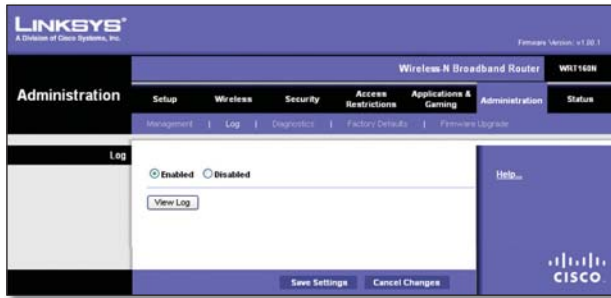 LINKSYS®
A Division of Cisco Systems, Inc.
Firmware Version: v1.00.1
Wireless-N Broadband Router
WRT160N
Administration
Setup
Wireless
Security
Access Restrictions
Applications & Gaming
Administration
Status
Management | Log | Diagnostics | Factory Defaults | Firmware Upgrade
Log
Enabled Disabled
Help...
View Log
Save Settings Cancel Changes
CISCO